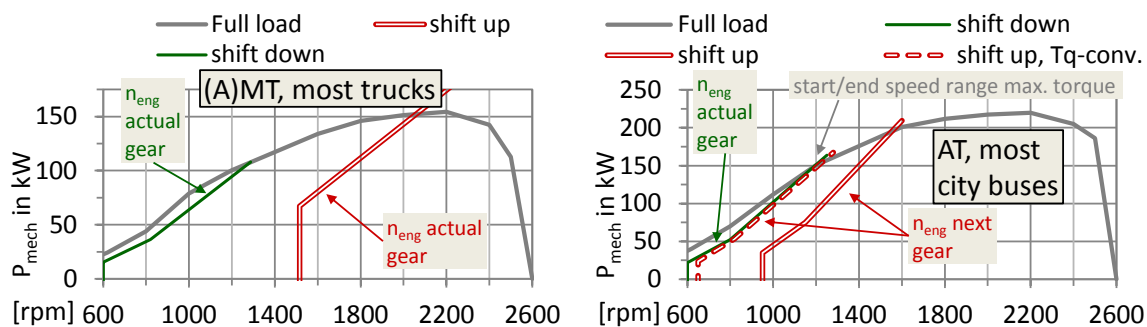 Full load
shift up
shift down
(A)MT, most trucks
n_eng
actual
gear
n_eng actual
gear
P_mech in kW
150
100
50
0
[rpm]
600
1000
1400
1800
2200
2600
Full load
shift down
shift up
shift up, Tq-conv.
start/end speed range max. torque
n_eng
actual
gear
AT, most
city buses
n_eng next
gear
P_mech in kW
250
200
150
100
50
0
[rpm]
600
1000
1400
1800
2200
2600